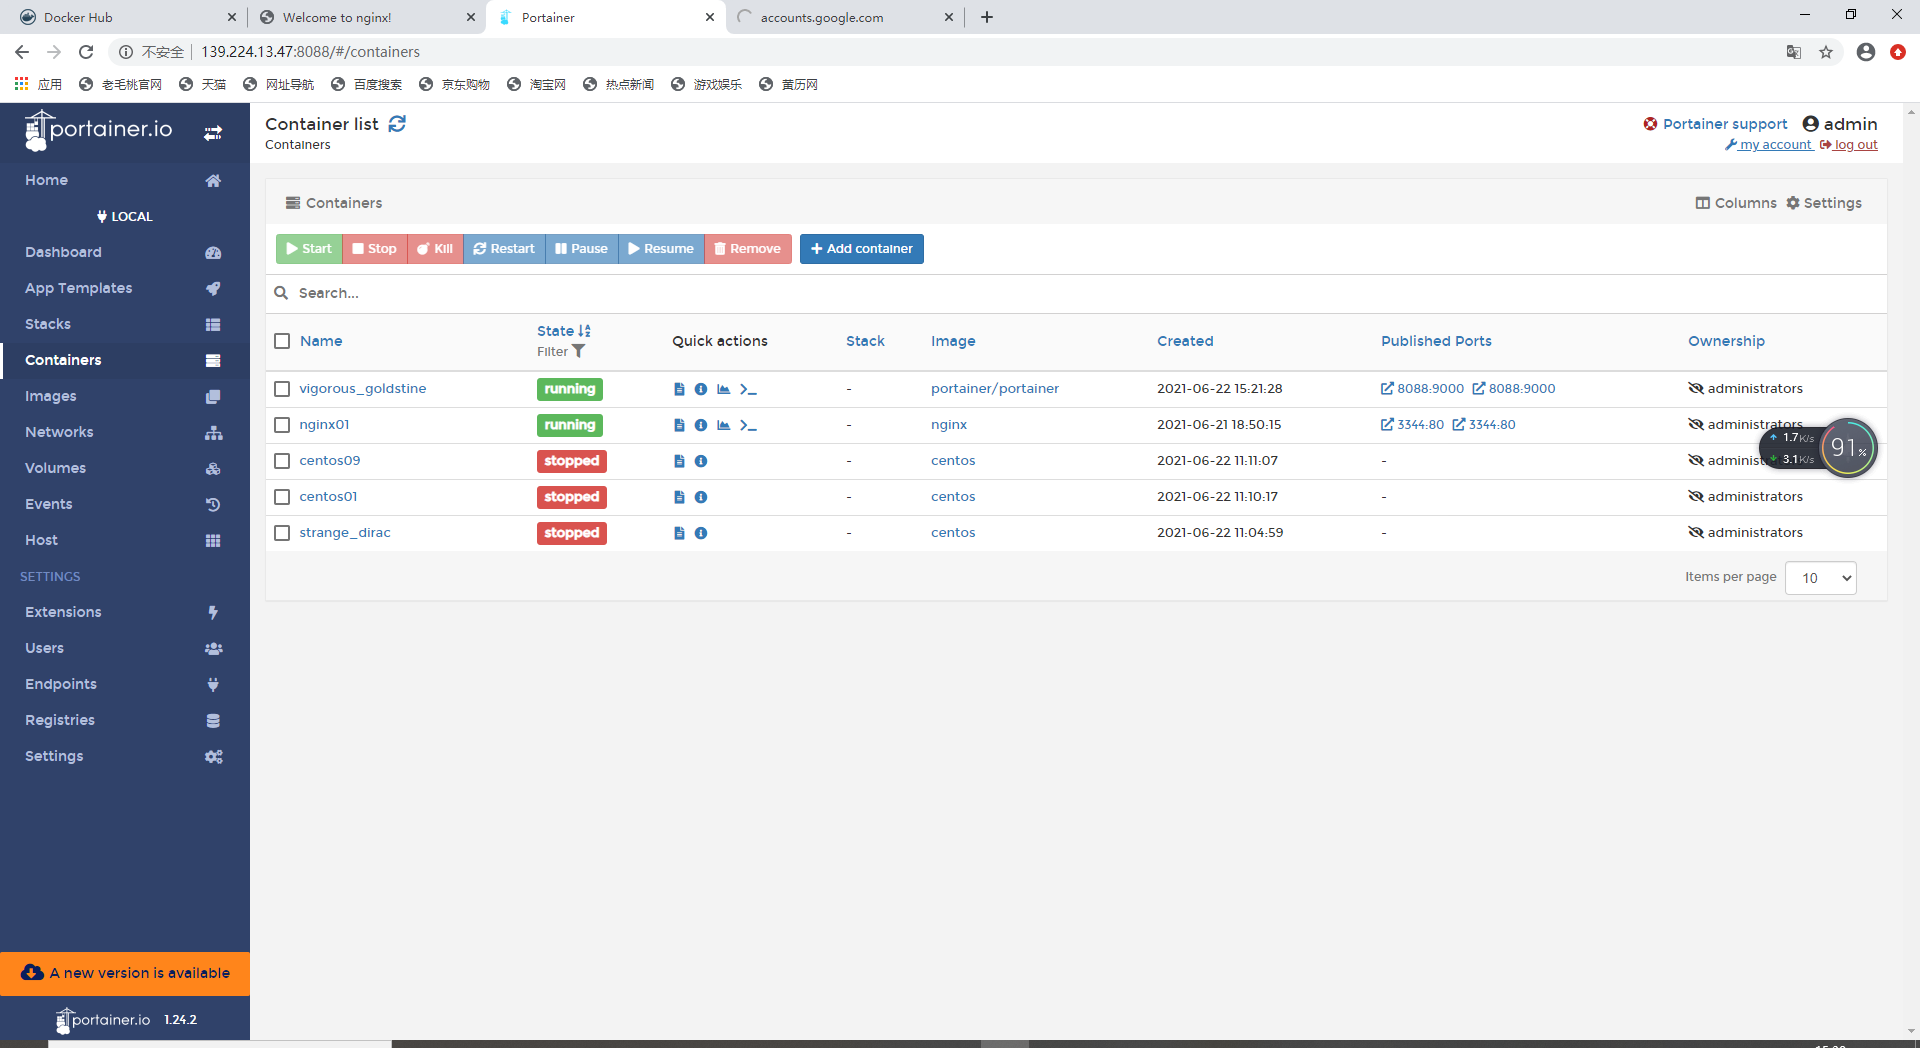 Docker Hub
Welcome to nginx!
Portainer
accounts.google.com
不安全
139.224.13.47:8088/#/containers
应用
老毛桃官网
天猫
网址导航
百度搜索
京东购物
淘宝网
热点新闻
游戏娱乐
黄历网
portainer.io
Container list
Containers
Portainer support
admin
my account
log out
Home
LOCAL
Dashboard
App Templates
Stacks
Containers
Images
Networks
Volumes
Events
Host
SETTINGS
Extensions
Users
Endpoints
Registries
Settings
A new version is available
portainer.io 1.24.2
Containers
Columns
Settings
Start
Stop
Kill
Restart
Pause
Resume
Remove
+ Add container
Search...
Name State Filter Quick actions Stack Image Created Published Ports Ownership
vigorous_goldstine running - portainer/portainer 2021-06-22 15:21:28 8088:9000 8088:9000 administrators
nginx01 running - nginx 2021-06-21 18:50:15 3344:80 3344:80 administrators
centos09 stopped - centos 2021-06-22 11:11:07 - administ
centos01 stopped - centos 2021-06-22 11:10:17 - administrators
strange_dirac stopped - centos 2021-06-22 11:04:59 - administrators
1.7K/s
3.1K/s
91%
Items per page 10